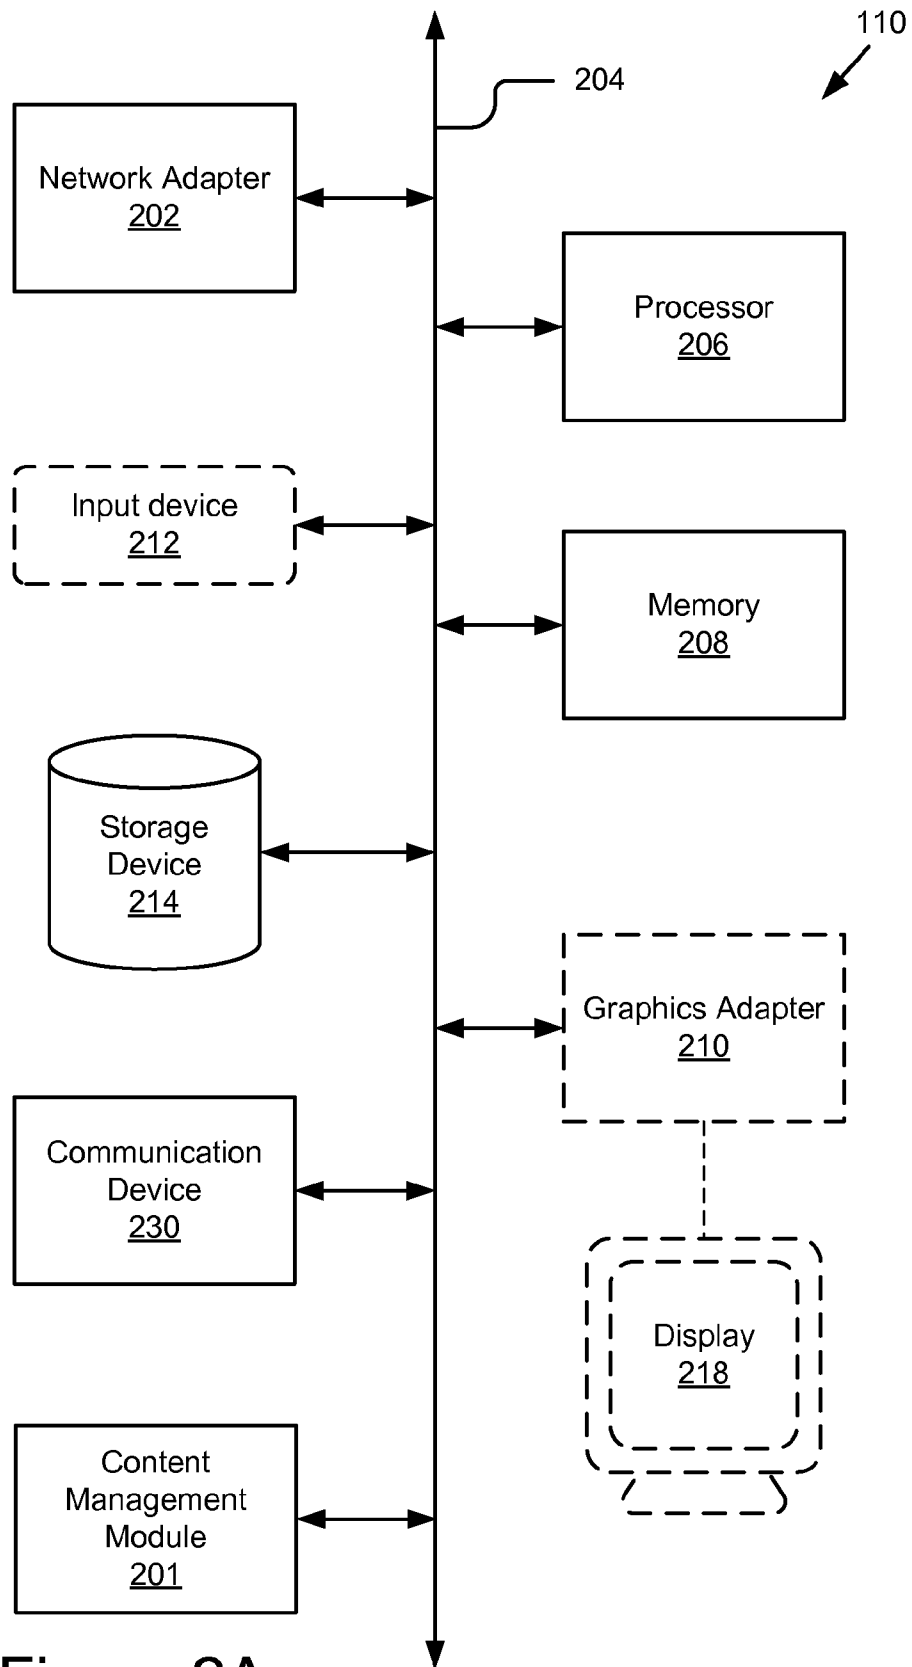 110
204
Network Adapter
202
Processor
206
Input device
212
Memory
208
Storage
Device
214
Graphics Adapter
210
Communication
Device
230
Display
218
Content
Management
Module
201